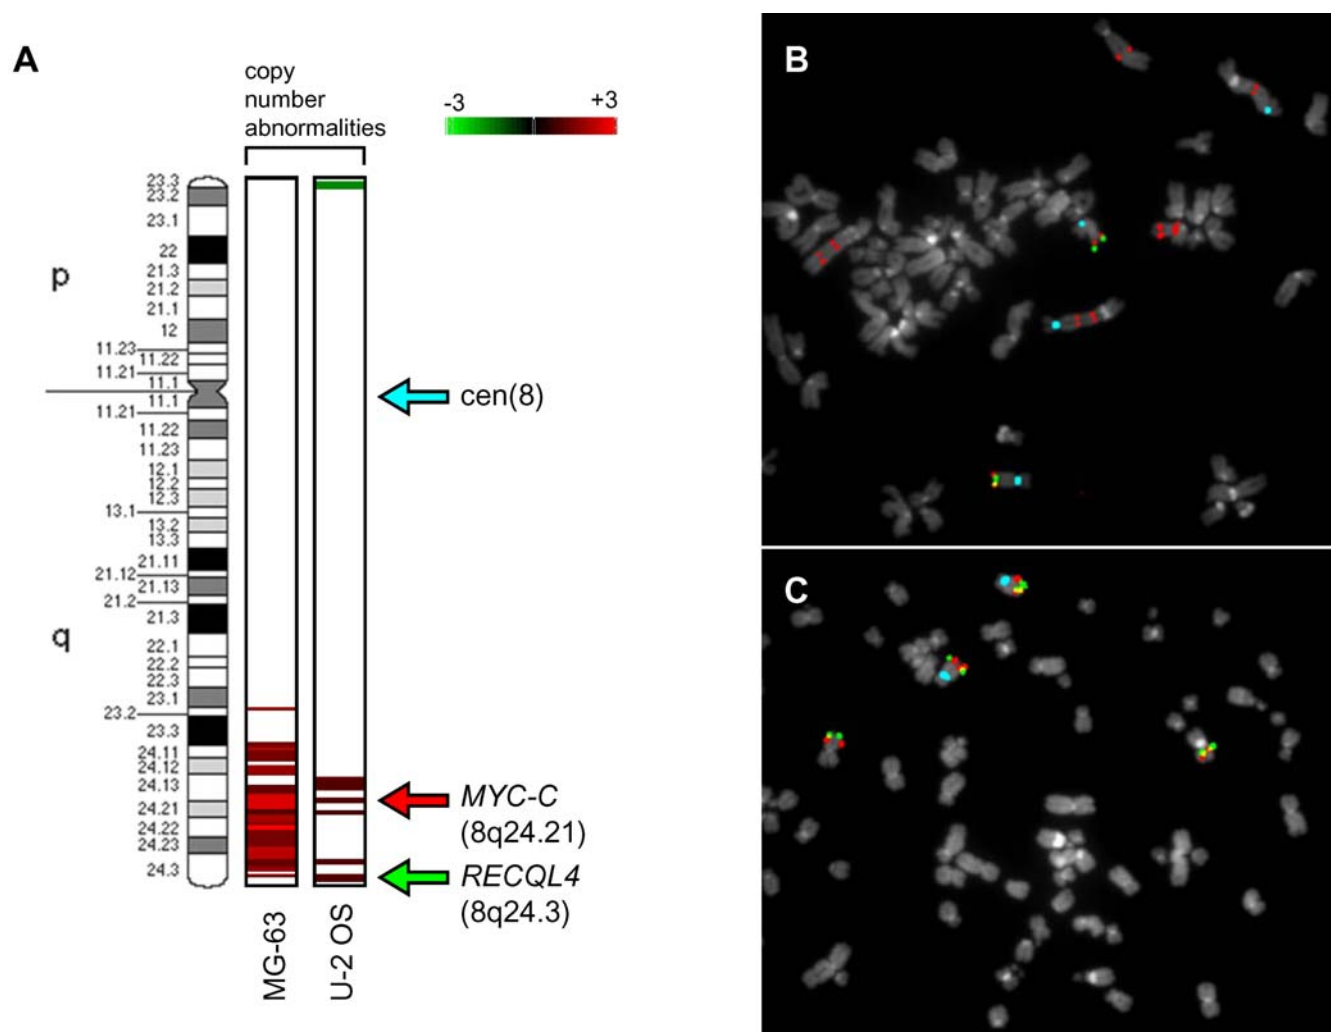 A
copy
number
abnormalities
-3
+3
23.3
23.2
23.1
22
21.3
21.2
21.1
12
11.23
11.22
11.21
11.1
11.1
11.21
11.22
11.23
12.1
12.2
12.3
13.1
13.2
13.3
21.11
21.12
21.13
21.2
21.3
22.1
22.2
22.3
23.1
23.2
23.3
24.11
24.12
24.13
24.21
24.22
24.23
24.3
p
q
cen(8)
MYC-C
(8q24.21)
RECQL4
(8q24.3)
MG-63
U-2 OS
B
C